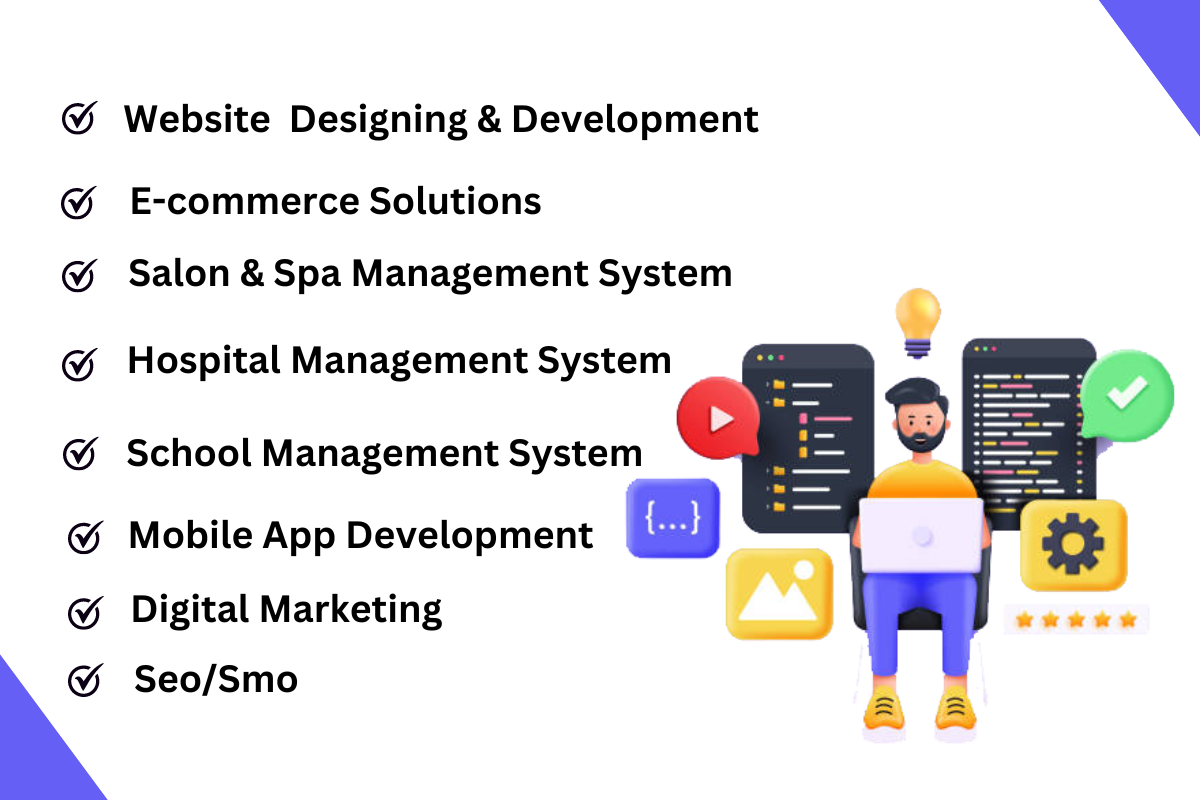 Website Designing & Development
E-commerce Solutions
Salon & Spa Management System
Hospital Management System
School Management System
{...}
Mobile App Development
Digital Marketing
Seo/Smo